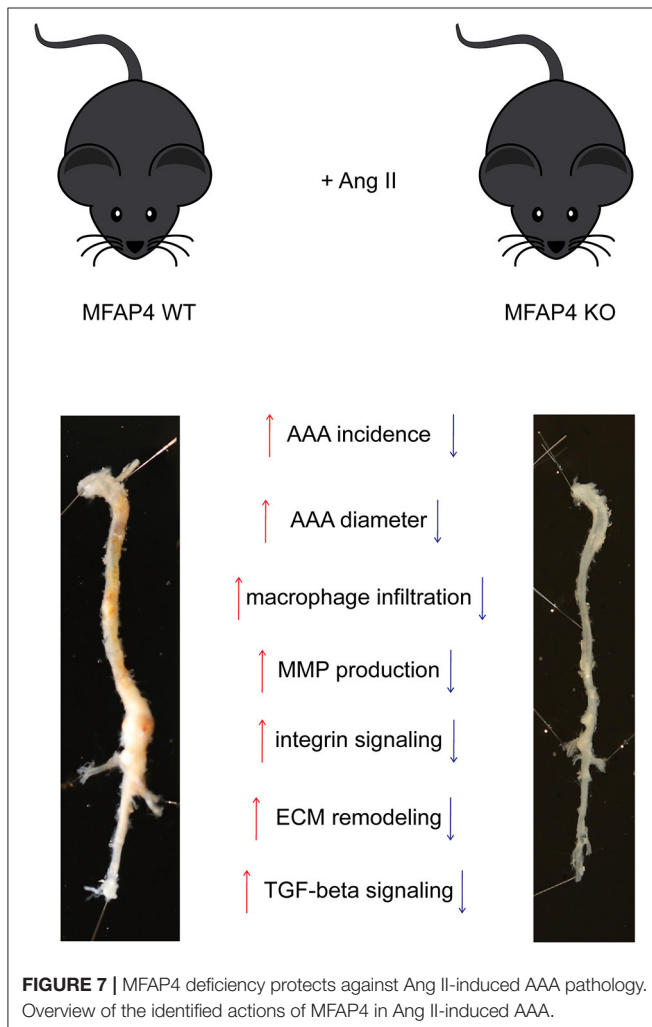 + Ang II
MFAP4 WT
MFAP4 KO
AAA incidence
AAA diameter
macrophage infiltration
MMP production
integrin signaling
ECM remodeling
TGF-beta signaling
FIGURE 7 | MFAP4 deficiency protects against Ang II-induced AAA pathology.
Overview of the identified actions of MFAP4 in Ang II-induced AAA.